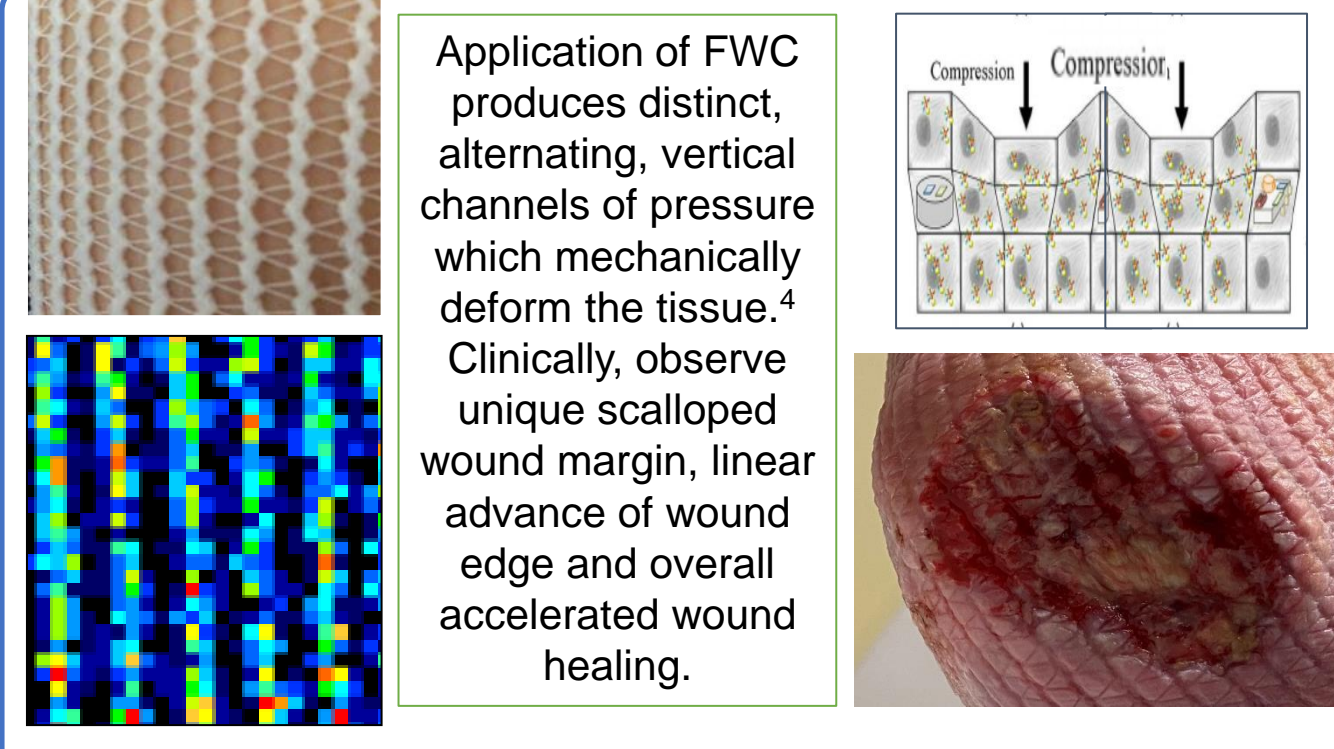 Application of FWC
produces distinct,
alternating, vertical
channels of pressure
which mechanically
deform the tissue.⁴
Clinically, observe
unique scalloped
wound margin, linear
advance of wound
edge and overall
accelerated wound
healing.
Compression
Compression